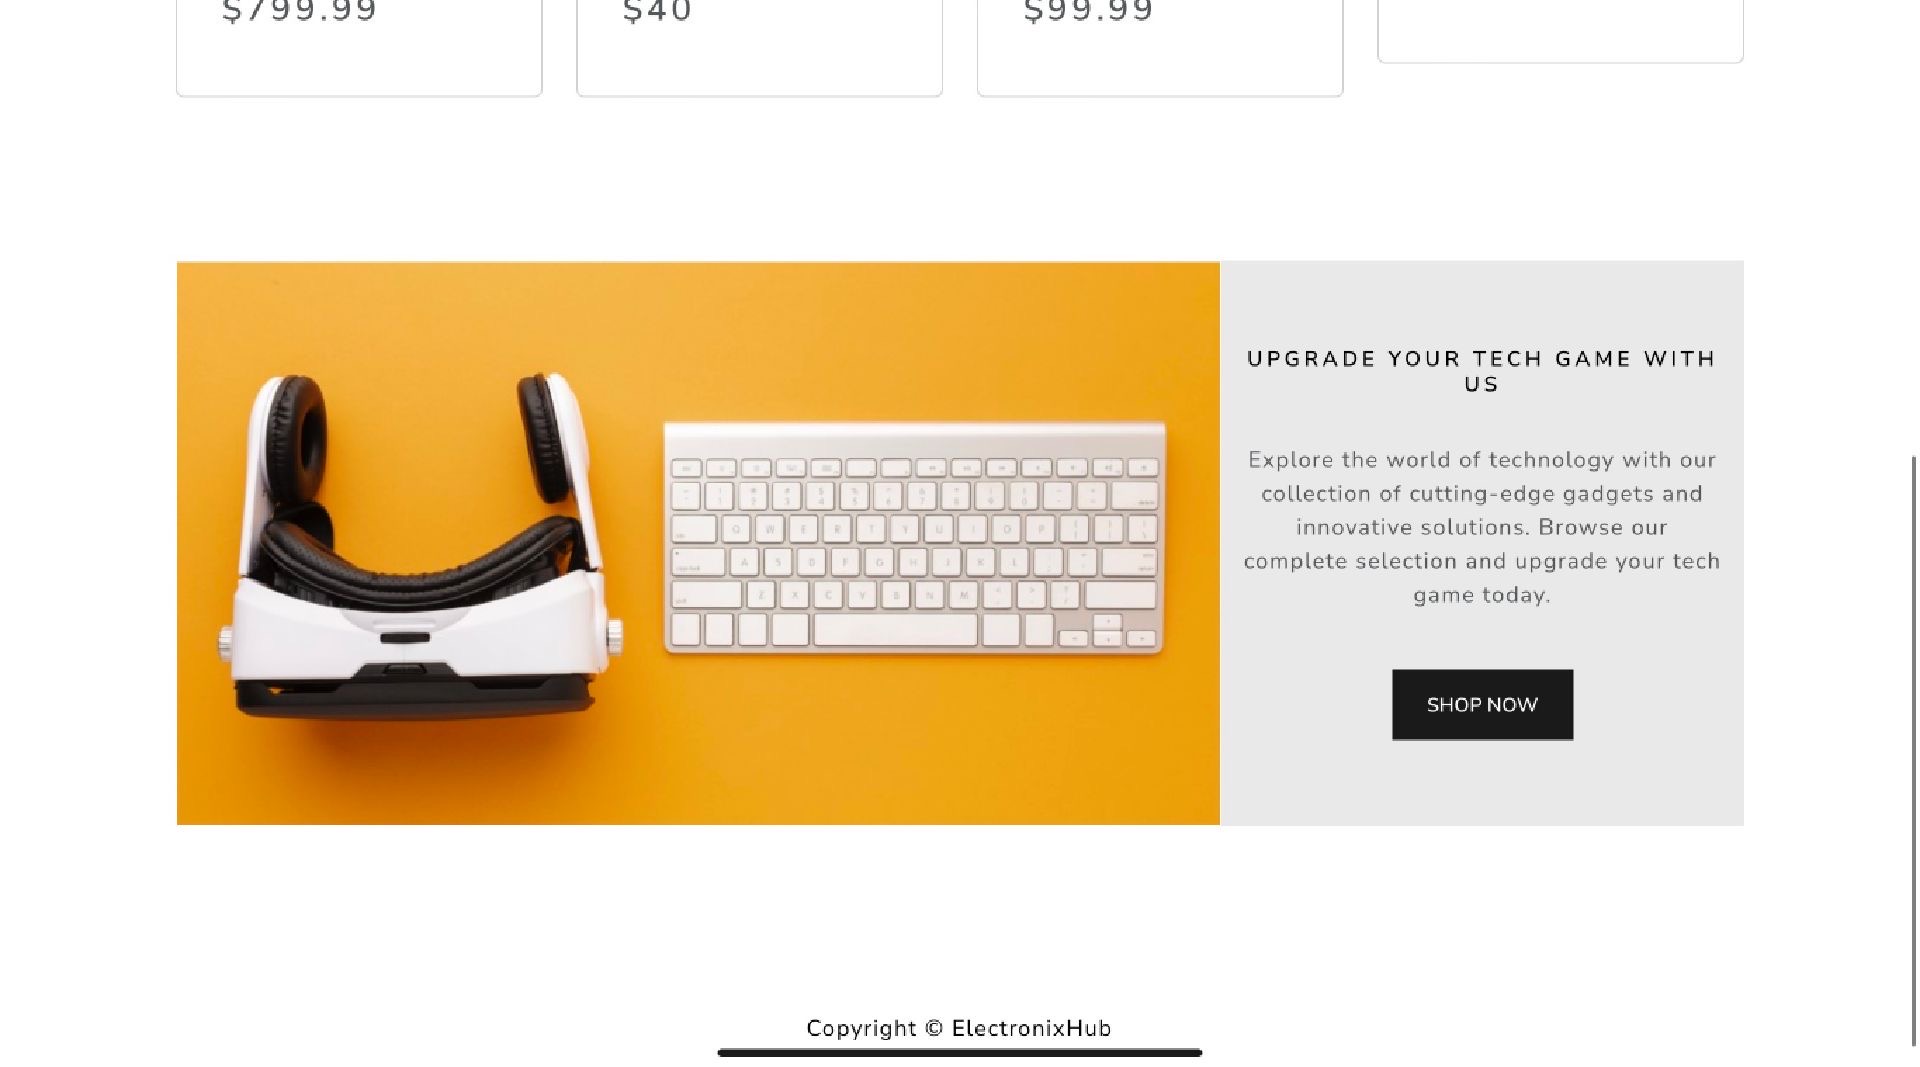 $799.99
$40
$99.99
UPGRADE YOUR TECH GAME WITH
US
Explore the world of technology with our
collection of cutting-edge gadgets and
innovative solutions. Browse our
complete selection and upgrade your tech
game today.
SHOP NOW
Copyright © ElectronixHub